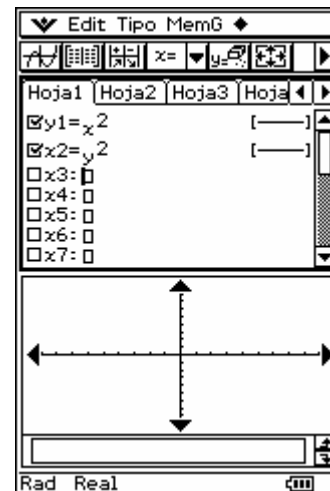 Edit Tipo MemG ◆
x= y=
Hoja1 Hoja2 Hoja3 Hoja
☑y1=x²  [—]
☑x2=y²  [—]
☐x3:▯
☐x4:▯
☐x5:▯
☐x6:▯
☐x7:▯
Rad Real